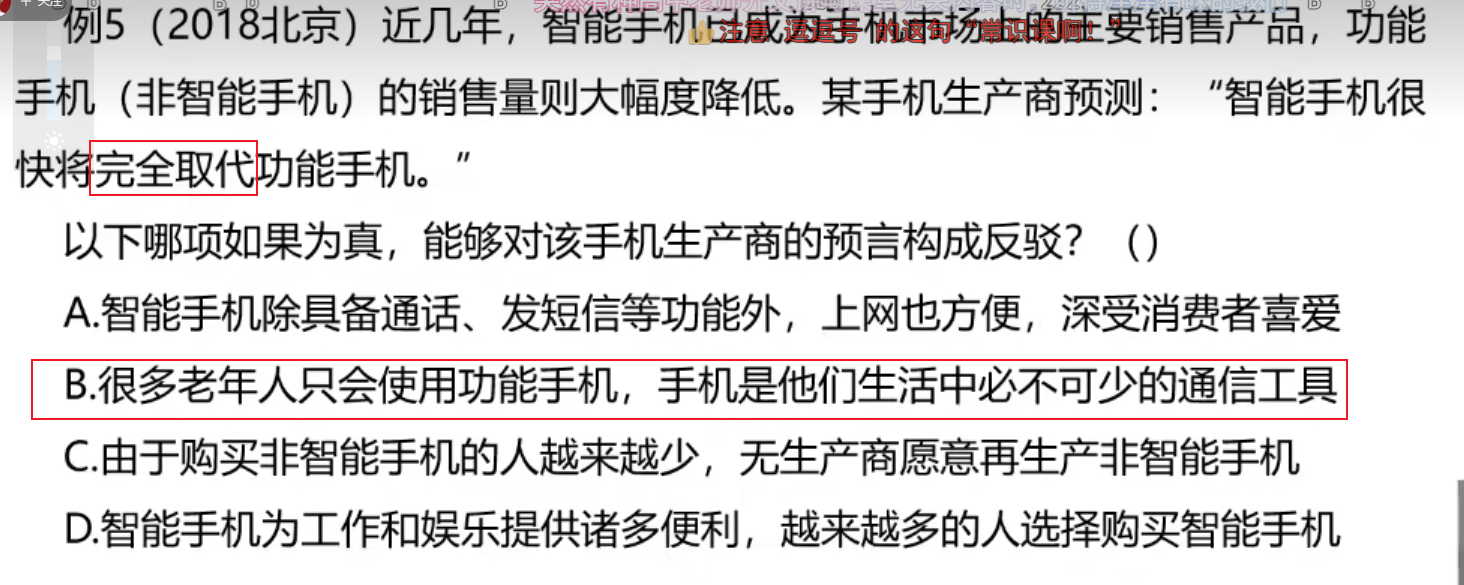 例5（2018北京）近几年，智能手机已成为手机市场上的主要销售产品，功能
手机（非智能手机）的销售量则大幅度降低。某手机生产商预测：“智能手机很
快将完全取代功能手机。”
以下哪项如果为真，能够对该手机生产商的预言构成反驳？（）
A.智能手机除具备通话、发短信等功能外，上网也方便，深受消费者喜爱
B.很多老年人只会使用功能手机，手机是他们生活中必不可少的通信工具
C.由于购买非智能手机的人越来越少，无生产商愿意再生产非智能手机
D.智能手机为工作和娱乐提供诸多便利，越来越多的人选择购买智能手机
注意 逗逗号 的这句“常识课啊！”
+ 关注
B
B
B